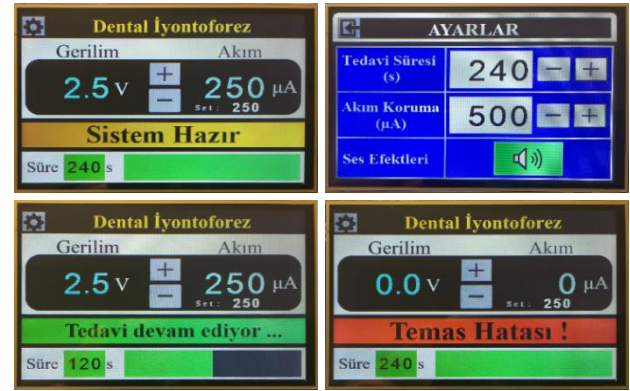 Dental İyontoforez
Gerilim Akım
2.5 V + 250 µA
− Set: 250
Sistem Hazır
Süre 240 s
AYARLAR
Tedavi Süresi (s) 240 − +
Akım Koruma (µA) 500 − +
Ses Efektleri
Dental İyontoforez
Gerilim Akım
2.5 V + 250 µA
− Set: 250
Tedavi devam ediyor ...
Süre 120 s
Dental İyontoforez
Gerilim Akım
0.0 V + 0 µA
− Set: 250
Temas Hatası !
Süre 240 s